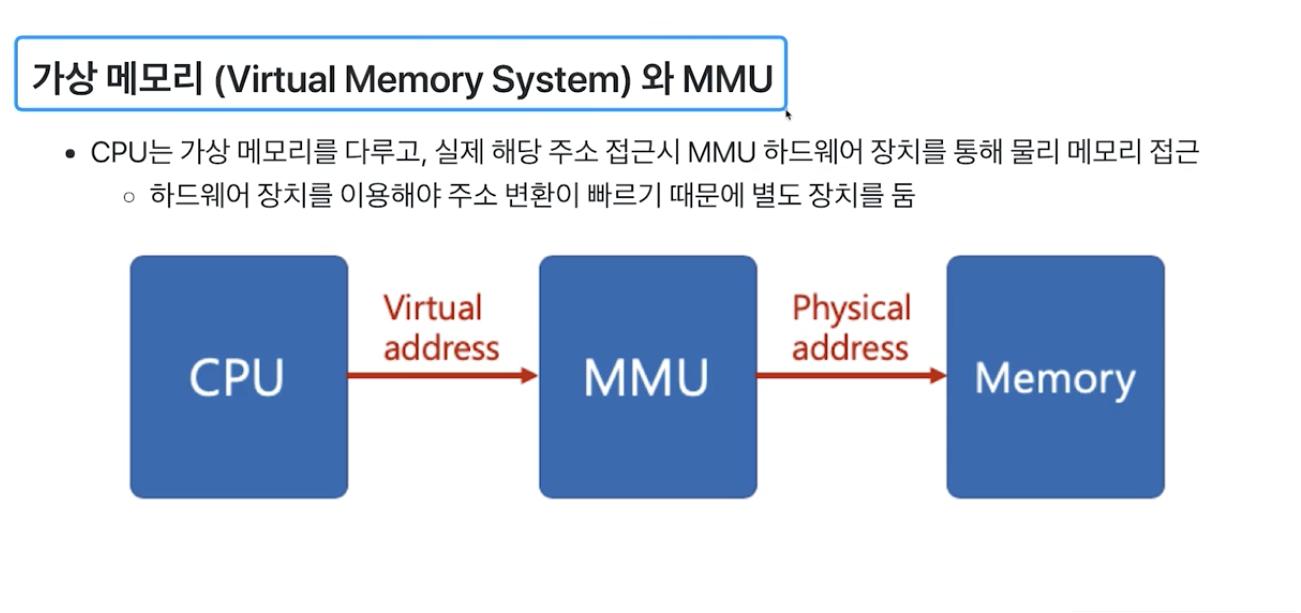 가상 메모리 (Virtual Memory System) 와 MMU
• CPU는 가상 메모리를 다루고, 실제 해당 주소 접근시 MMU 하드웨어 장치를 통해 물리 메모리 접근
○ 하드웨어 장치를 이용해야 주소 변환이 빠르기 때문에 별도 장치를 둠
CPU
Virtual
address
MMU
Physical
address
Memory